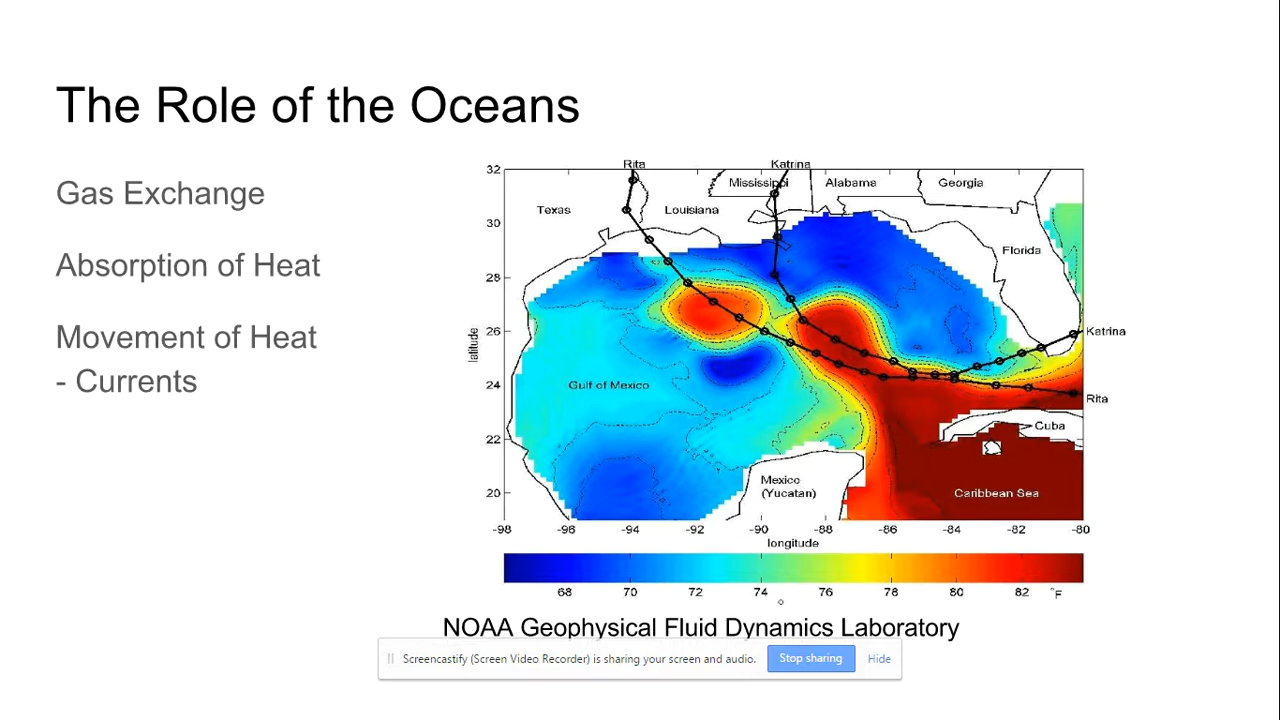 The Role of the Oceans
Gas Exchange
Absorption of Heat
Movement of Heat
- Currents
Rita
Katrina
32
Mississippi
Alabama
Georgia
Texas
Louisiana
30
Florida
28
26
Katrina
latitude
24
Gulf of Mexico
Rita
Cuba
22
Mexico
(Yucatan)
Caribbean Sea
20
-98 -96 -94 -92 -90 -88 -86 -84 -82 -80
longitude
68 70 72 74 76 78 80 82 °F
NOAA Geophysical Fluid Dynamics Laboratory
Screencastify (Screen Video Recorder) is sharing your screen and audio. Stop sharing Hide